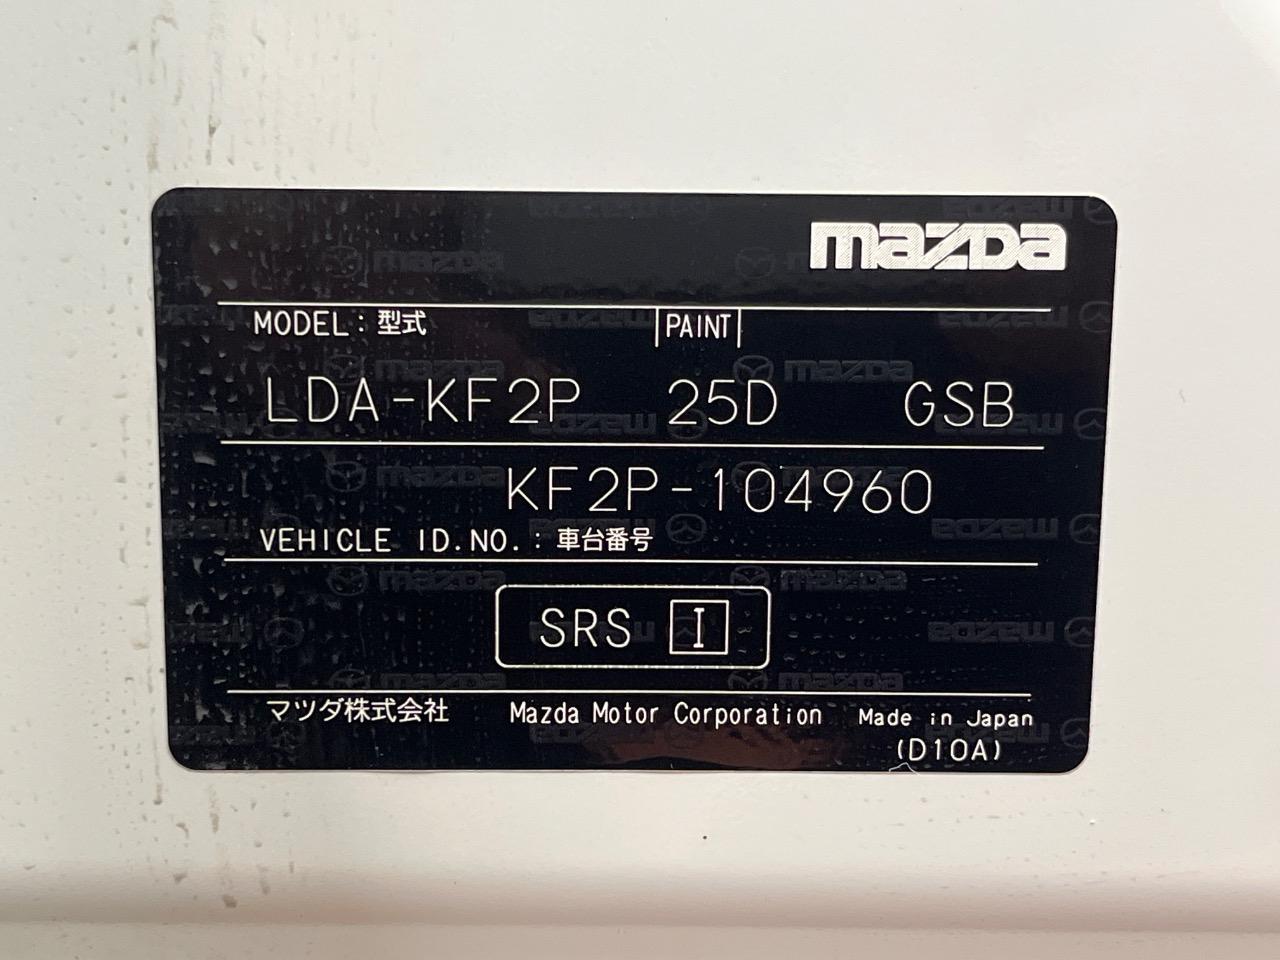 mazda
MODEL: 型式 PAINT
LDA-KF2P 25D GSB
KF2P-104960
VEHICLE ID.NO.: 車台番号
SRS I
マツダ株式会社 Mazda Motor Corporation Made in Japan
(D10A)